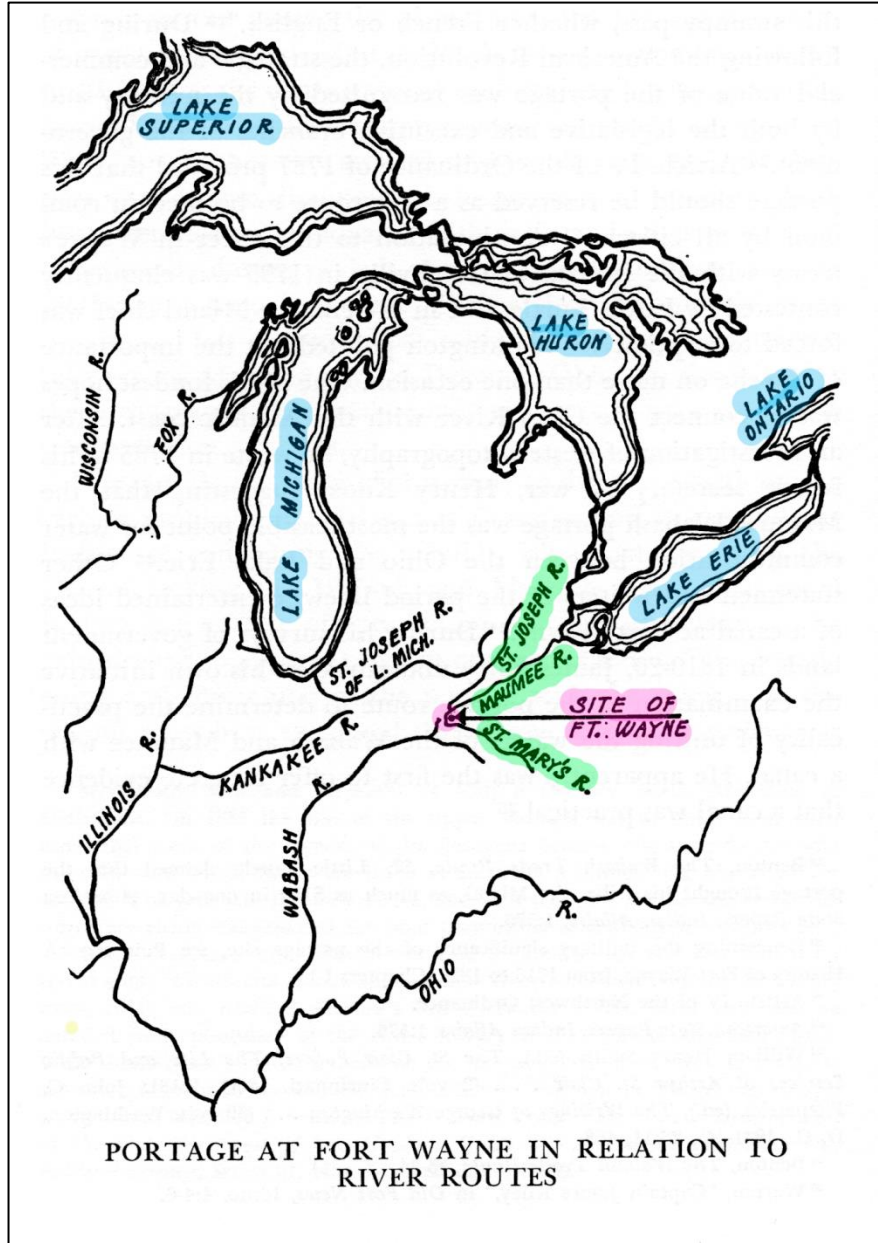 LAKE
SUPERIOR
WISCONSIN R.
FOX R.
LAKE MICHIGAN
LAKE
HURON
LAKE
ONTARIO
LAKE ERIE
ST. JOSEPH R.
MAUMEE R.
ST. MARY'S R.
SITE OF
FT. WAYNE
ST. JOSEPH R.
OF L. MICH.
KANKAKEE R.
ILLINOIS R.
WABASH R.
OHIO R.
PORTAGE AT FORT WAYNE IN RELATION TO
RIVER ROUTES